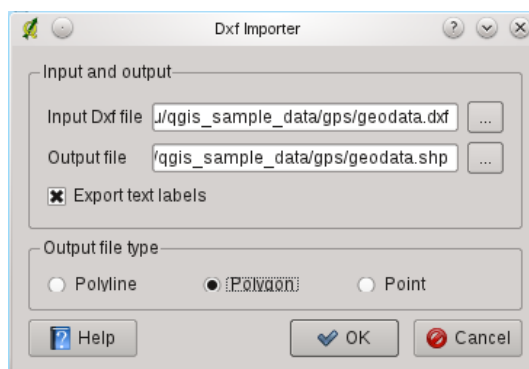 Dxf Importer
Input and output
Input Dxf file u/qgis_sample_data/gps/geodata.dxf ...
Output file /qgis_sample_data/gps/geodata.shp ...
Export text labels
Output file type
Polyline Polygon Point
Help OK Cancel